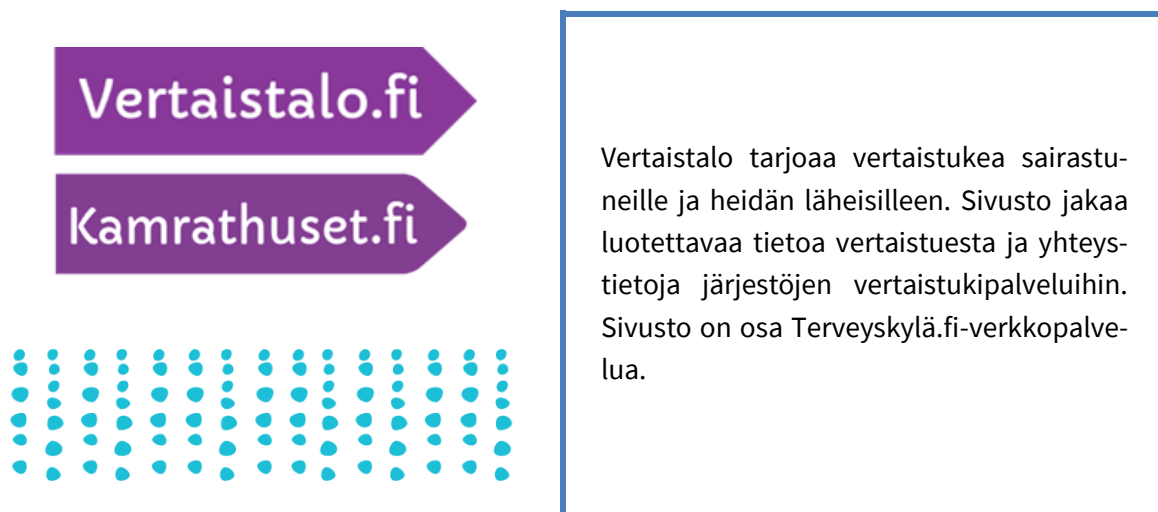 Vertaistalo.fi
Kamrathuset.fi
Vertaistalo tarjoaa vertaistukea sairastu-
neille ja heidän läheisilleen. Sivusto jakaa
luotettavaa tietoa vertaistuesta ja yhteys-
tietoja järjestöjen vertaistukipalveluihin.
Sivusto on osa Terveyskylä.fi-verkkopalve-
lua.